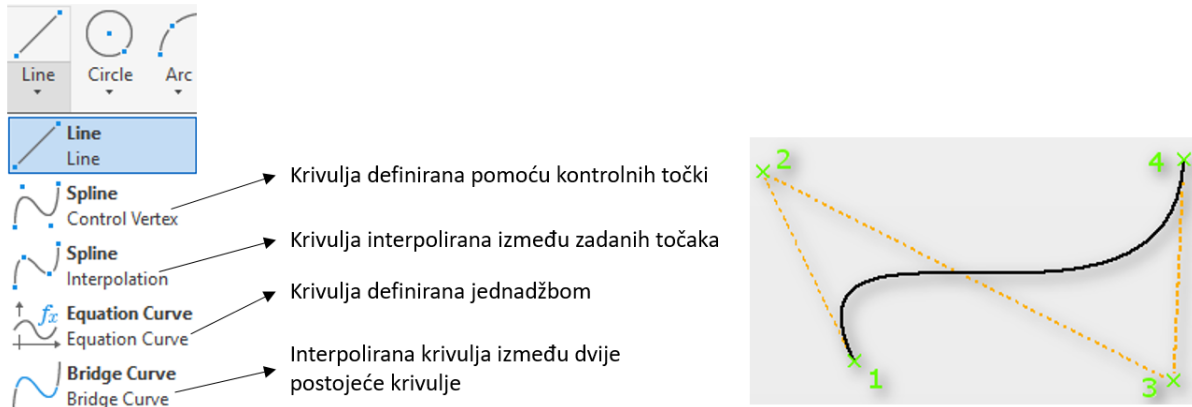 Line Circle Arc
Line
Line
Spline
Control Vertex
Krivulja definirana pomoću kontrolnih točki
Spline
Interpolation
Krivulja interpolirana između zadanih točaka
fx Equation Curve
Equation Curve
Krivulja definirana jednadžbom
Bridge Curve
Bridge Curve
Interpolirana krivulja između dvije
postojeće krivulje
2
4
1
3